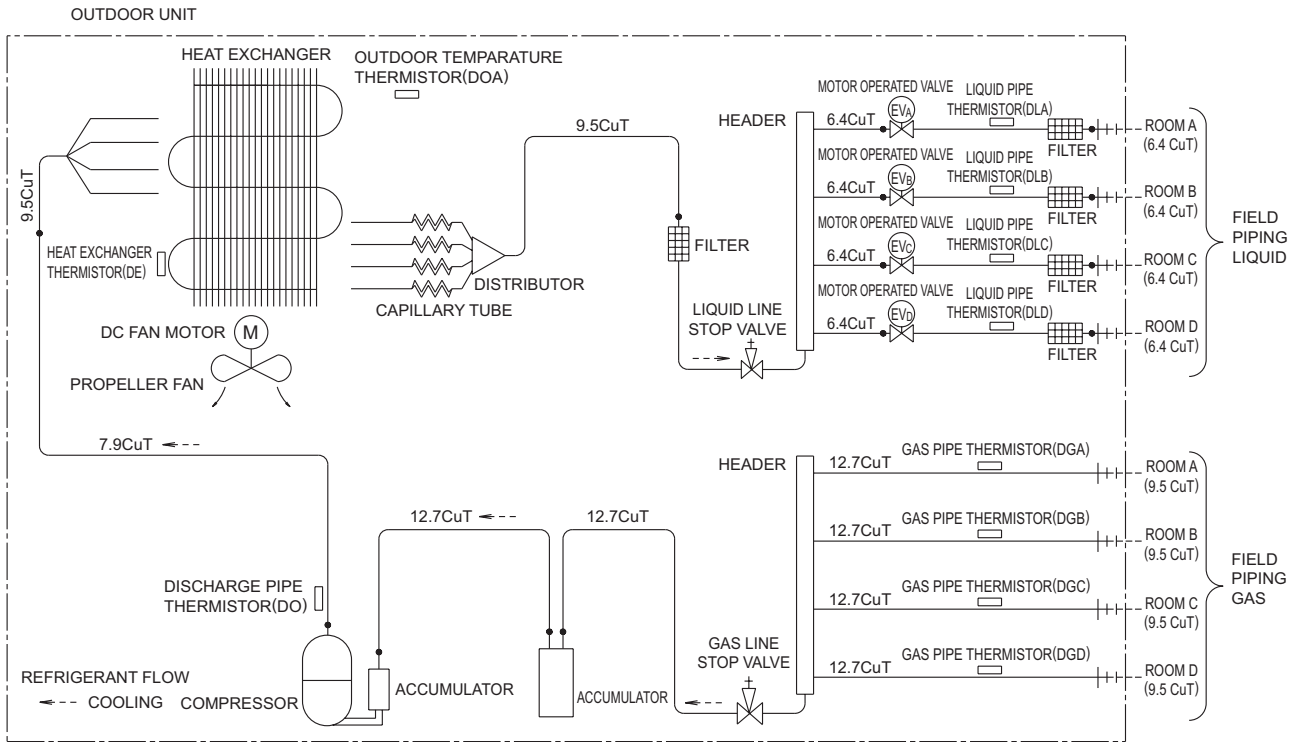 OUTDOOR UNIT
HEAT EXCHANGER
OUTDOOR TEMPARATURE
THERMISTOR(DOA)
9.5CuT
HEAT EXCHANGER
THERMISTOR(DE)
DC FAN MOTOR
M
PROPELLER FAN
CAPILLARY TUBE
DISTRIBUTOR
9.5CuT
FILTER
LIQUID LINE
STOP VALVE
HEADER
MOTOR OPERATED VALVE
LIQUID PIPE
THERMISTOR(DLA)
6.4CuT
EVA
FILTER
ROOM A
(6.4 CuT)
MOTOR OPERATED VALVE
LIQUID PIPE
THERMISTOR(DLB)
6.4CuT
EVB
FILTER
ROOM B
(6.4 CuT)
MOTOR OPERATED VALVE
LIQUID PIPE
THERMISTOR(DLC)
6.4CuT
EVC
FILTER
ROOM C
(6.4 CuT)
MOTOR OPERATED VALVE
LIQUID PIPE
THERMISTOR(DLD)
6.4CuT
EVD
FILTER
ROOM D
(6.4 CuT)
FIELD
PIPING
LIQUID
7.9CuT
DISCHARGE PIPE
THERMISTOR(DO)
REFRIGERANT FLOW
COOLING
COMPRESSOR
12.7CuT
ACCUMULATOR
12.7CuT
ACCUMULATOR
GAS LINE
STOP VALVE
HEADER
12.7CuT
GAS PIPE THERMISTOR(DGA)
ROOM A
(9.5 CuT)
12.7CuT
GAS PIPE THERMISTOR(DGB)
ROOM B
(9.5 CuT)
12.7CuT
GAS PIPE THERMISTOR(DGC)
ROOM C
(9.5 CuT)
12.7CuT
GAS PIPE THERMISTOR(DGD)
ROOM D
(9.5 CuT)
FIELD
PIPING
GAS